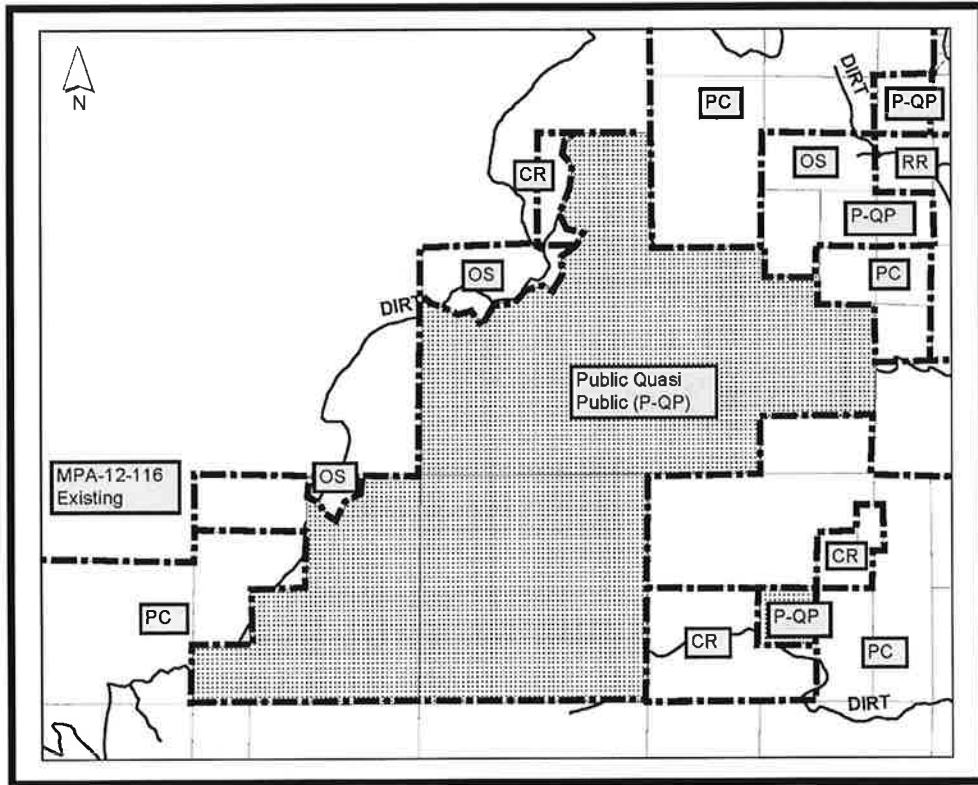 N
DIRT
PC
P-QP
CR
OS
RR
P-QP
OS
PC
DIRT
Public Quasi
Public (P-QP)
MPA-12-116
Existing
OS
CR
PC
P-QP
CR
PC
DIRT